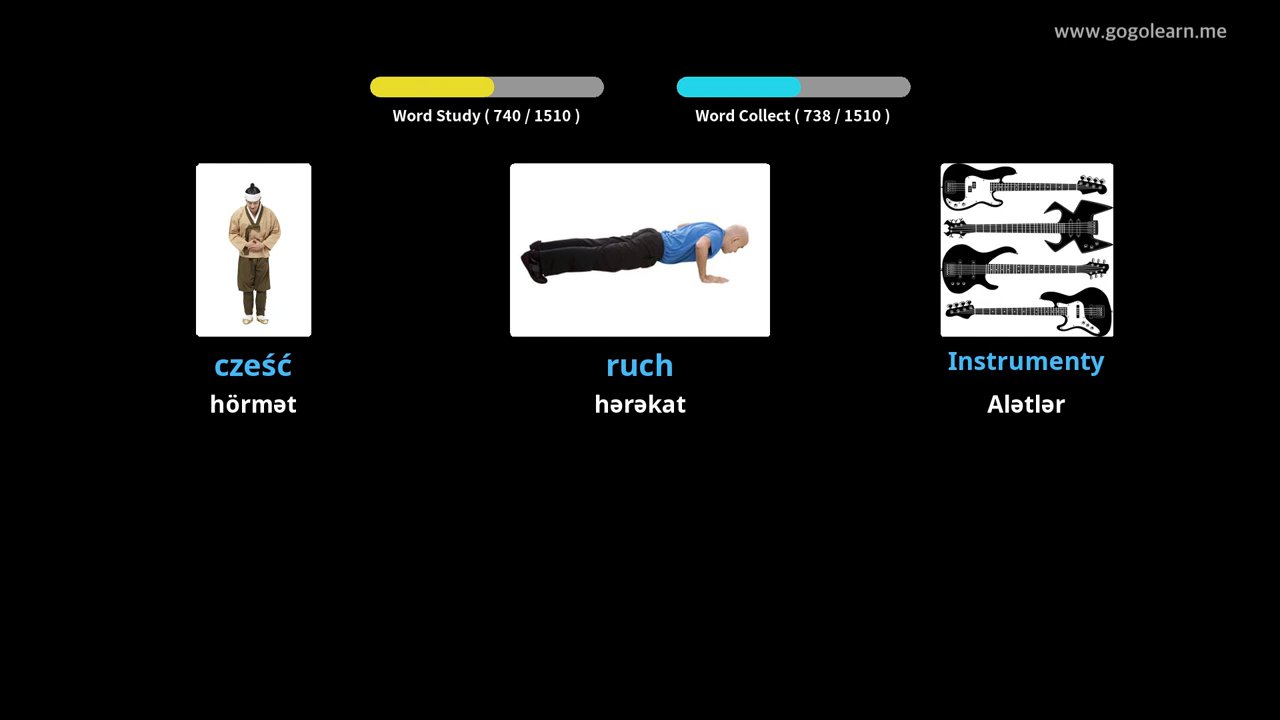 www.gogolearn.me
Word Study ( 740 / 1510 )
Word Collect ( 738 / 1510 )
cześć
ruch
Instrumenty
hörmət
hərəkat
Alətlər